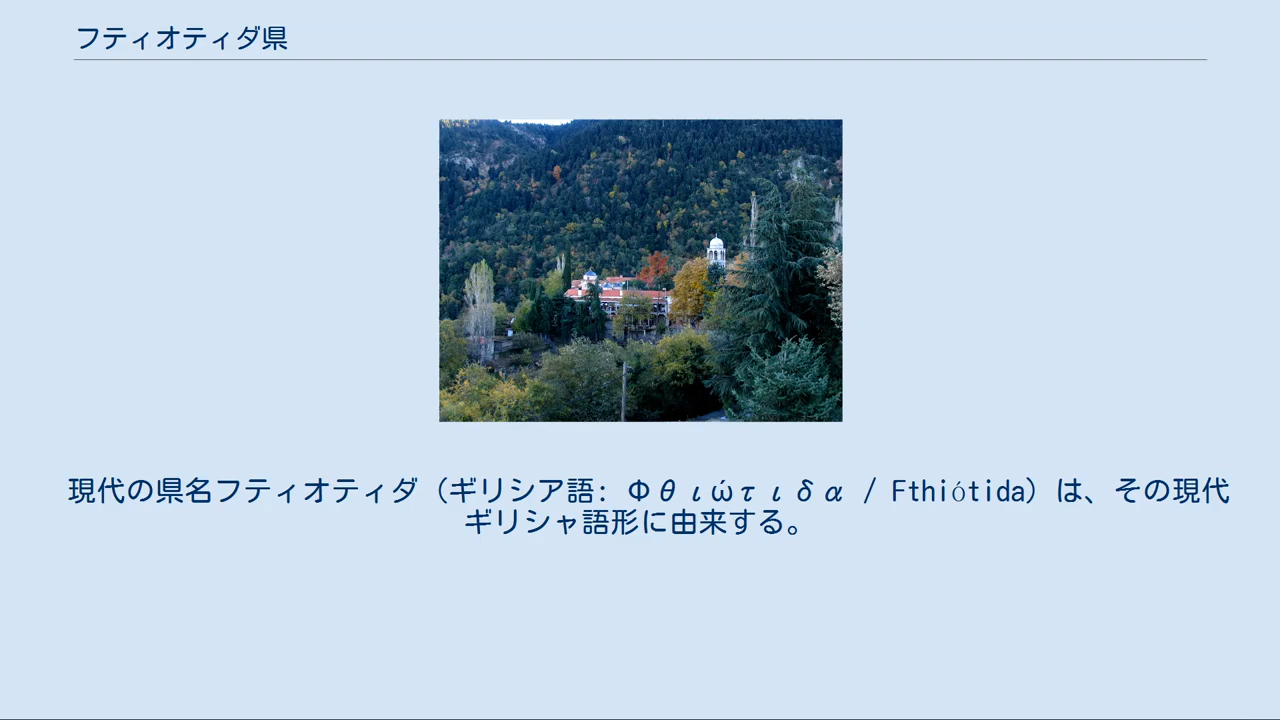 フティオティダ県
現代の県名フティオティダ（ギリシア語: Φθιώτιδα / Fthiótida）は、その現代
ギリシャ語形に由来する。